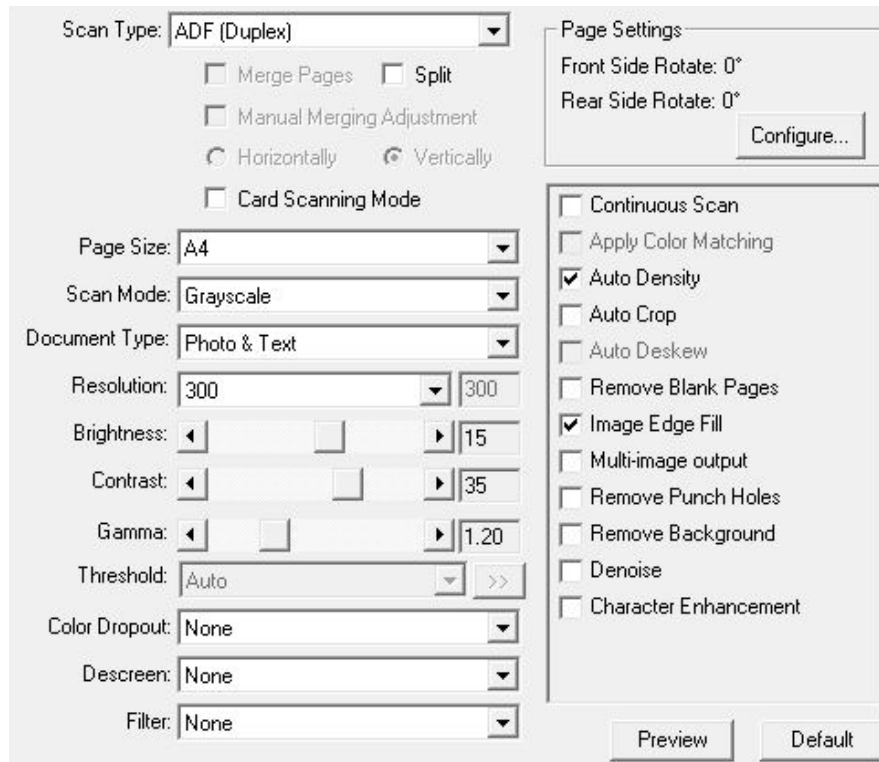 Scan Type: ADF (Duplex)
Merge Pages Split
Manual Merging Adjustment
Horizontally Vertically
Card Scanning Mode
Page Size: A4
Scan Mode: Grayscale
Document Type: Photo & Text
Resolution: 300 300
Brightness: 15
Contrast: 35
Gamma: 1.20
Threshold: Auto >>
Color Dropout: None
Descreen: None
Filter: None
Page Settings
Front Side Rotate: 0°
Rear Side Rotate: 0°
Configure...
Continuous Scan
Apply Color Matching
Auto Density
Auto Crop
Auto Deskew
Remove Blank Pages
Image Edge Fill
Multi-image output
Remove Punch Holes
Remove Background
Denoise
Character Enhancement
Preview Default